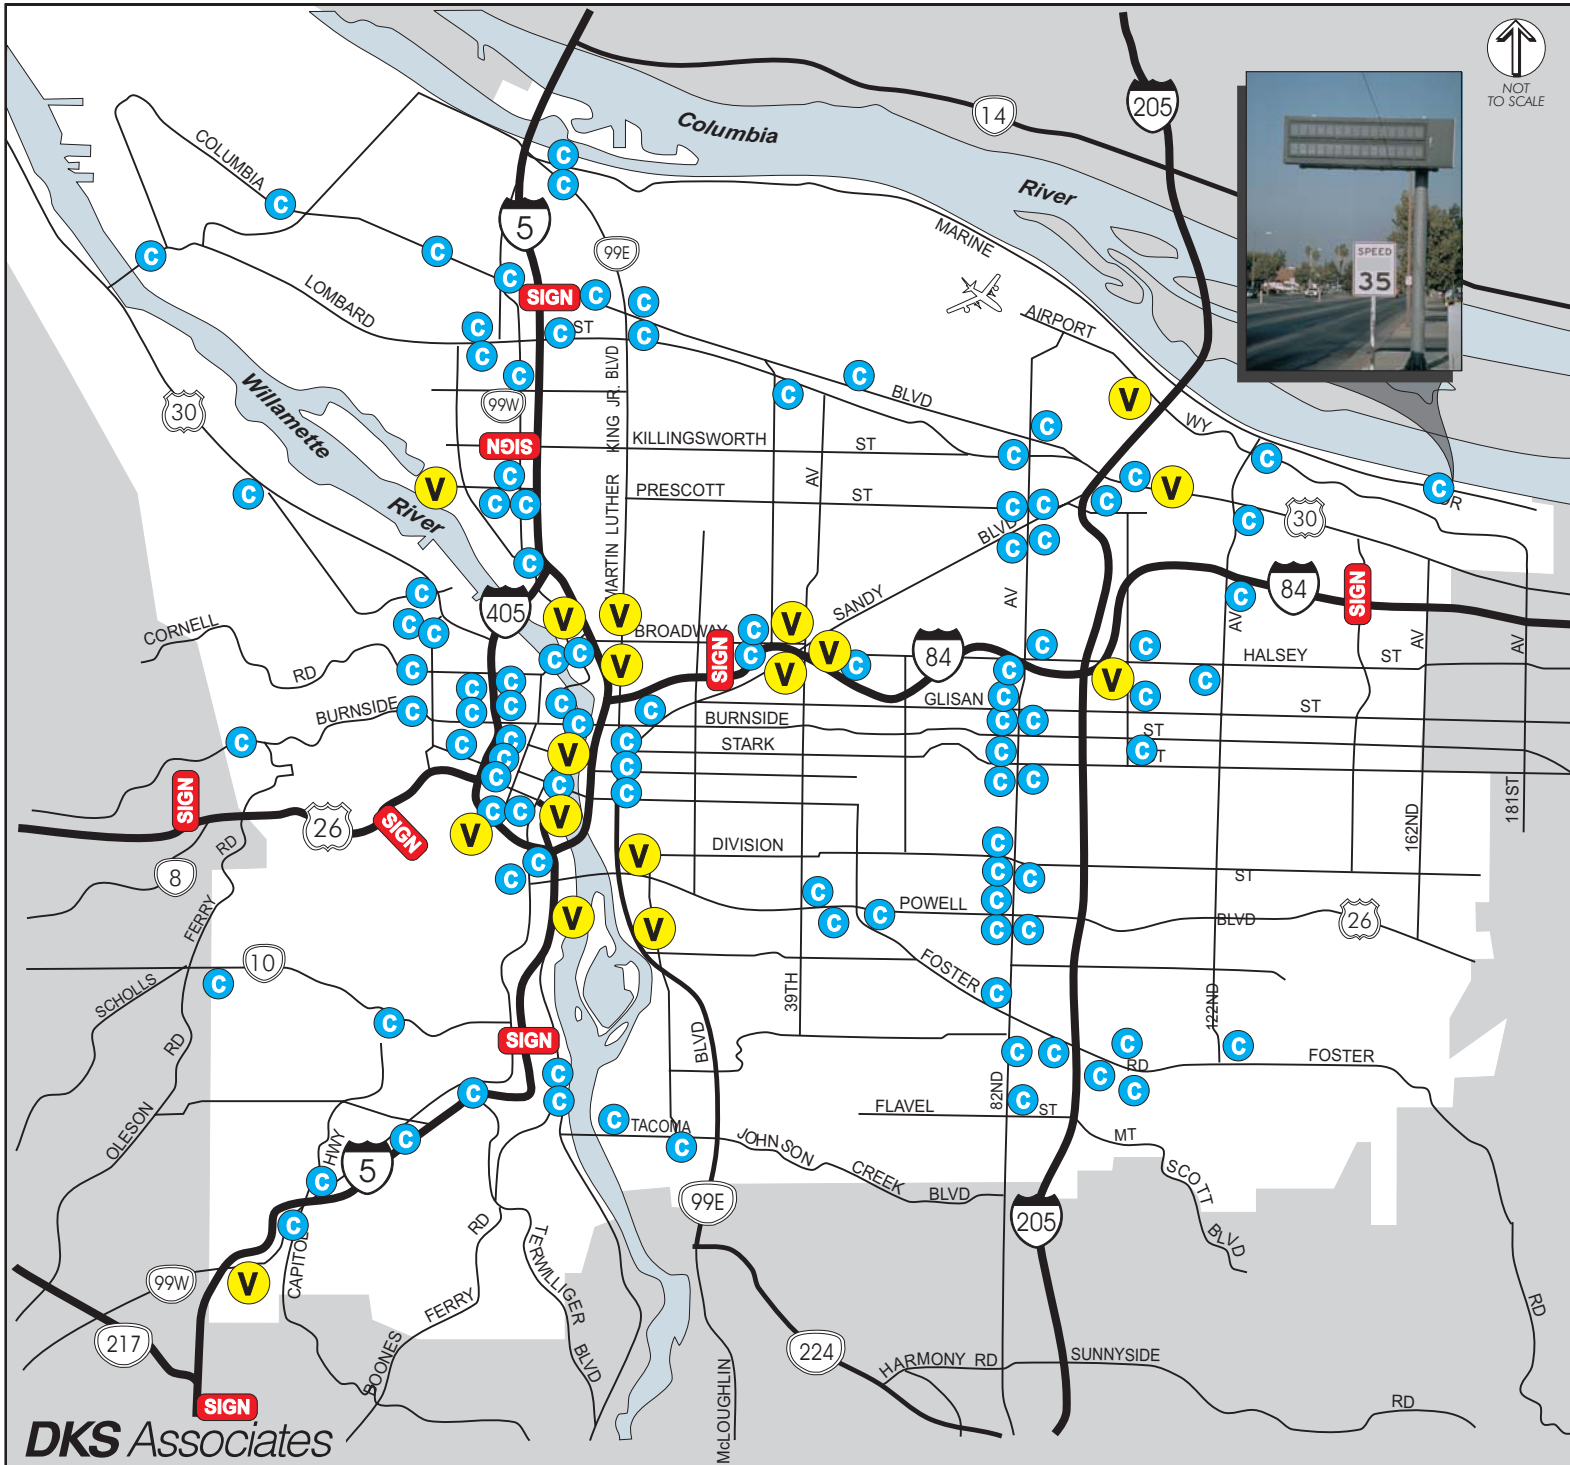 NOT
TO SCALE
14
205
Columbia
River
COLUMBIA
C
C
C
C
5
99E
MARINE
SPEED
35
C
C
C
C
SIGN
C
C
LOMBARD
C
C
ST
C
AIRPORT
C
C
C
30
Willamette
99W
KING JR. BLVD
C
C
BLVD
V
WY
C
SIGN
KILLINGSWORTH
ST
C
C
C
V
C
V
PRESCOTT
ST
AV
C
C
C
C
C
C
C
DR
River
MARTIN LUTHER
BLVD
C
C
C
30
C
405
C
V
V
V
SANDY
AV
C
84
SIGN
AV
AV
AV
CORNELL
C
C
BROADWAY
C
SIGN
C
V
V
C
84
C
C
HALSEY
ST
RD
C
C
C
V
C
V
C
C
C
C
C
GLISAN
ST
BURNSIDE
C
C
C
C
C
C
BURNSIDE
C
C
ST
C
C
C
C
V
C
STARK
C
C
T
SIGN
C
C
C
C
C
C
26
SIGN
C
C
V
V
181ST
162ND
8
RD
C
C
V
DIVISION
C
C
C
ST
FERRY
V
V
C
C
C
POWELL
C
C
C
BLVD
26
10
SCHOLLS
C
FOSTER
C
39TH
122ND
RD
C
SIGN
BLVD
C
C
C
RD
C
FOSTER
C
C
C
C
C
82ND
C
ST
FLAVEL
OLESON
C
TACOMA
C
JOHNSON
CREEK
BLVD
MT
SCOTT
BLVD
HWY
C
5
C
99E
205
C
CAPITOL
RD
TERWILLIGER
BLVD
99W
V
FERRY
BOONES
RD
217
224
HARMONY RD
SUNNYSIDE
RD
McLOUGHLIN
SIGN
DKS Associates